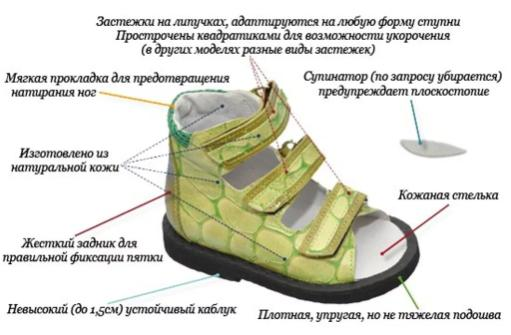 Застежки на липучках, адаптируются на любую форму ступни
Прострочены квадратиками для возможности укорочения
(в других моделях разные виды застежек)
Мягкая прокладка для предотвращения
натирания ног
Супинатор (по запросу убирается)
предупреждает плоскостопие
Изготовлено из
натуральной кожи
Кожаная стелька
Жесткий задник для
правильной фиксации пятки
Невысокий (до 1,5см) устойчивый каблук
Плотная, упругая, но не тяжелая подошва